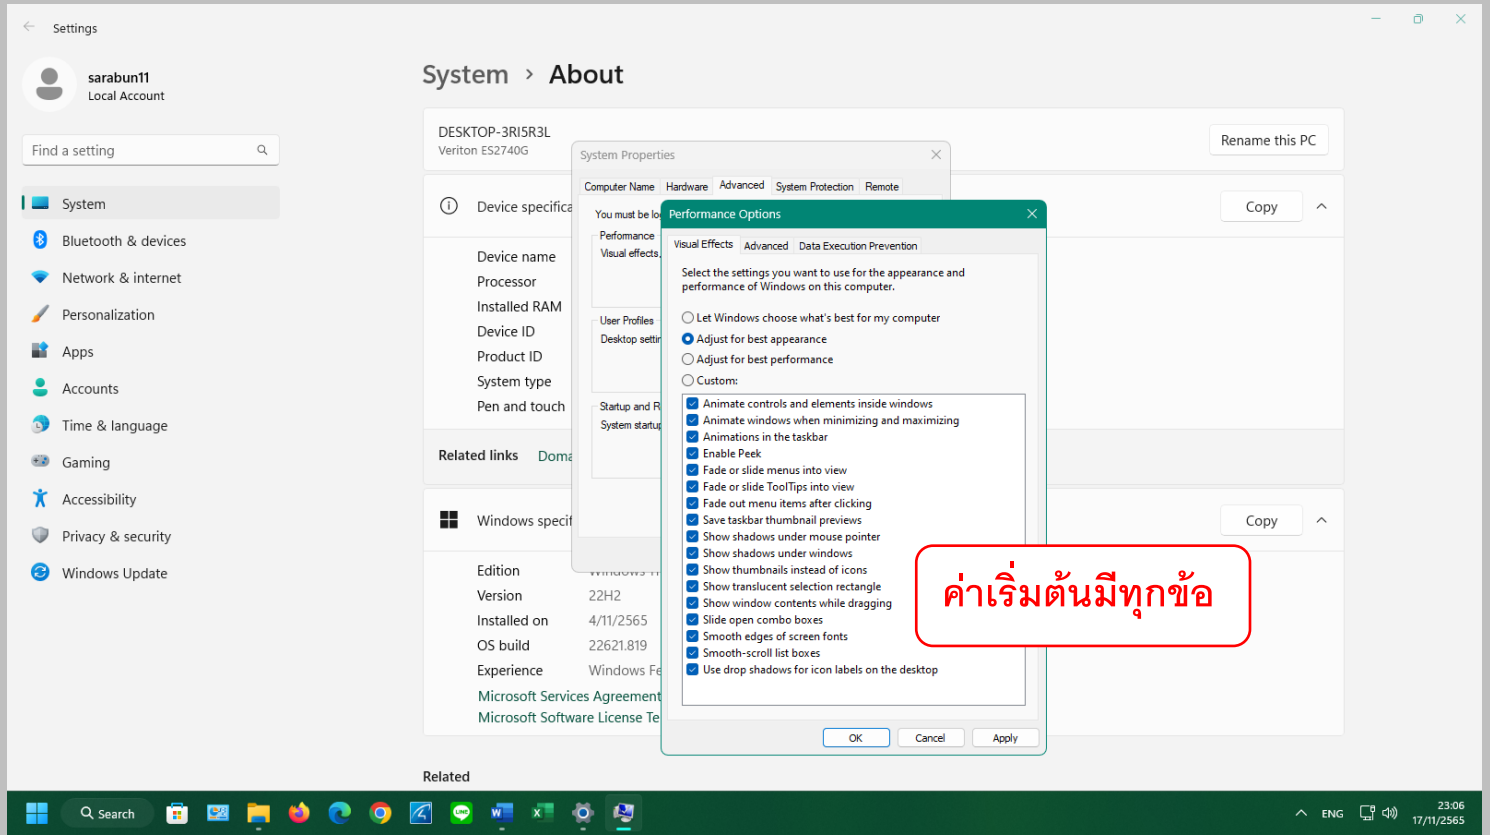 Settings
sarabun11
Local Account
Find a setting
System
Bluetooth & devices
Network & internet
Personalization
Apps
Accounts
Time & language
Gaming
Accessibility
Privacy & security
Windows Update
System > About
DESKTOP-3RI5R3L
Veriton ES2740G
Rename this PC
Device specifica
Copy
Device name
Processor
Installed RAM
Device ID
Product ID
System type
Pen and touch
Related links Doma
Windows specif
Copy
Edition
Version 22H2
Installed on 4/11/2565
OS build 22621.819
Experience Windows Fe
Microsoft Services Agreement
Microsoft Software License Te
Related
System Properties
Computer Name Hardware Advanced System Protection Remote
You must be lo
Performance
Visual effects,
User Profiles
Desktop settin
Startup and R
System startup
Performance Options
Visual Effects Advanced Data Execution Prevention
Select the settings you want to use for the appearance and
performance of Windows on this computer.
Let Windows choose what's best for my computer
Adjust for best appearance
Adjust for best performance
Custom:
Animate controls and elements inside windows
Animate windows when minimizing and maximizing
Animations in the taskbar
Enable Peek
Fade or slide menus into view
Fade or slide ToolTips into view
Fade out menu items after clicking
Save taskbar thumbnail previews
Show shadows under mouse pointer
Show shadows under windows
Show thumbnails instead of icons
Show translucent selection rectangle
Show window contents while dragging
Slide open combo boxes
Smooth edges of screen fonts
Smooth-scroll list boxes
Use drop shadows for icon labels on the desktop
OK Cancel Apply
ค่าเริ่มต้นมีทุกข้อ
Search
ENG
23:06
17/11/2565